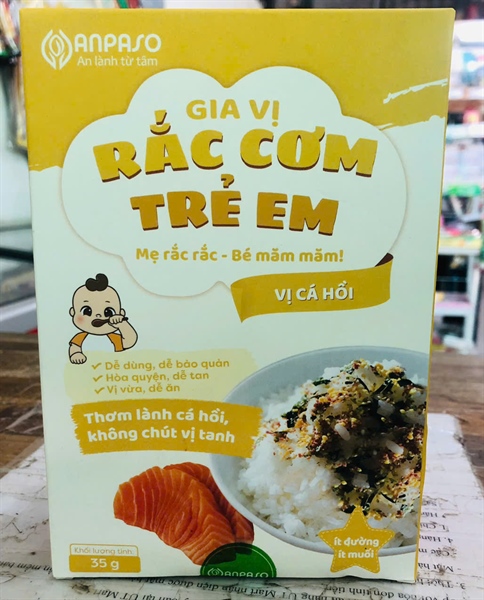 ANPASO
An lành từ tâm
GIA VỊ
RẮC CƠM
TRẺ EM
Mẹ rắc rắc - Bé măm măm!
VỊ CÁ HỒI
Dễ dùng, dễ bảo quản
Hòa quyện, dễ tan
Vị vừa, dễ ăn
Thơm lành cá hồi,
không chút vị tanh
ít đường
ít muối
Khối lượng tịnh:
35 g
ANPASO